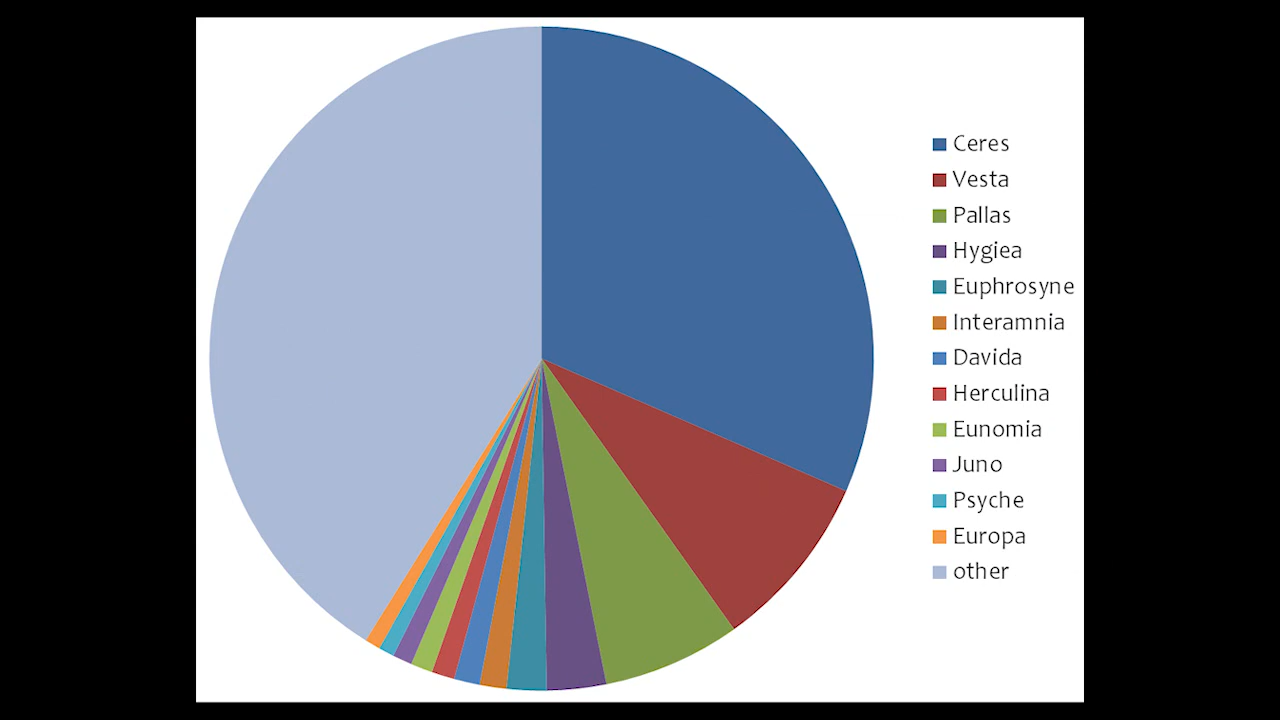 Ceres
Vesta
Pallas
Hygiea
Euphrosyne
Interamnia
Davida
Herculina
Eunomia
Juno
Psyche
Europa
other